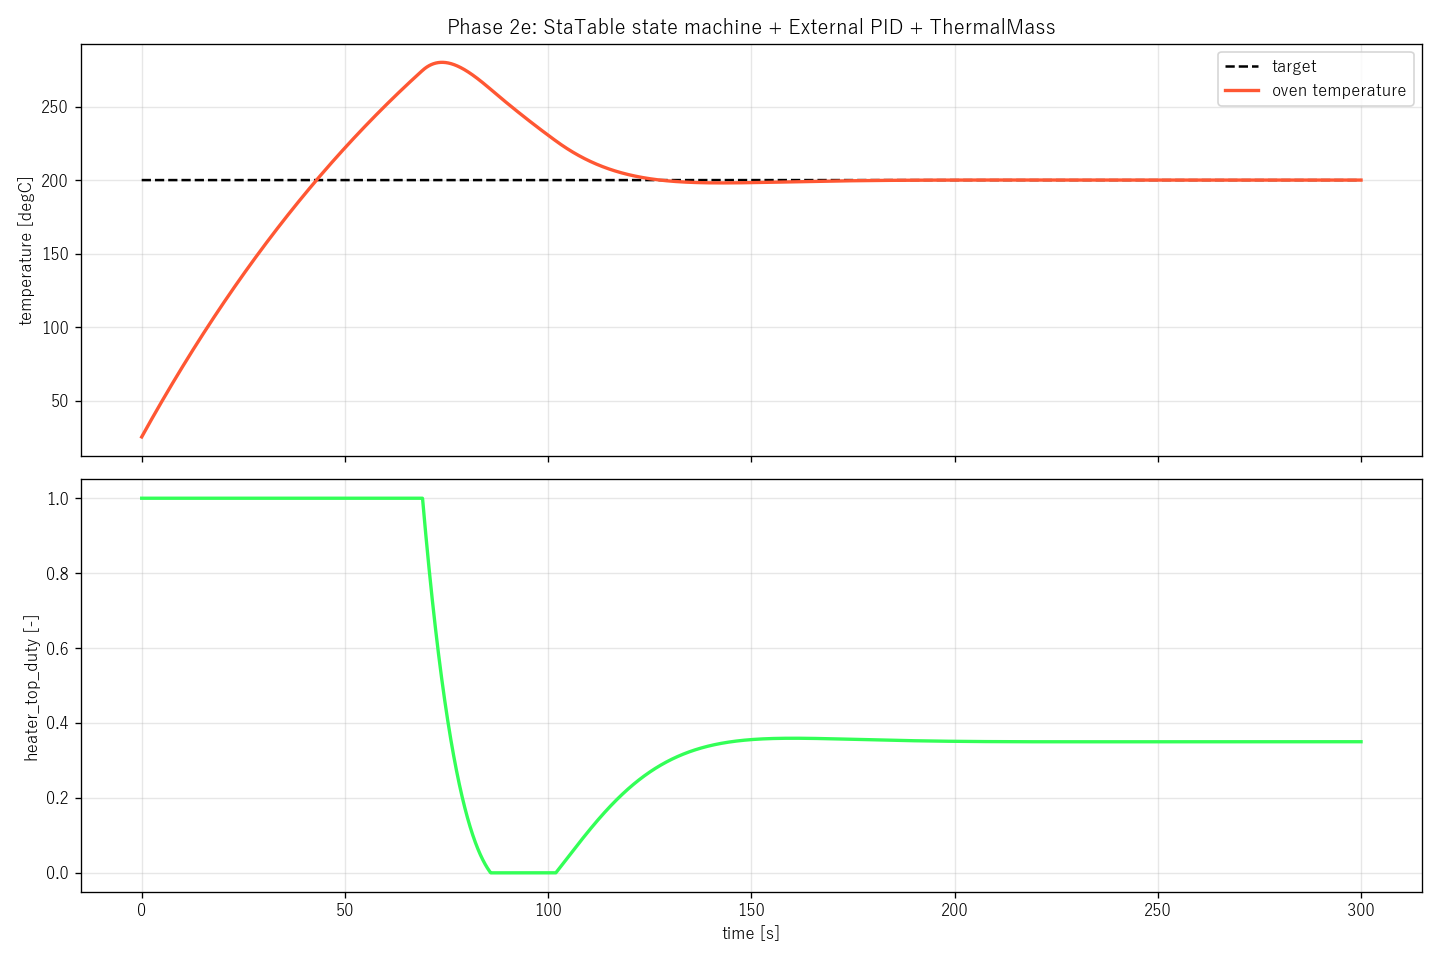 Phase 2e: StaTable state machine + External PID + ThermalMass
target
oven temperature
temperature [degC]
250
200
150
100
50
heater_top_duty [-]
1.0
0.8
0.6
0.4
0.2
0.0
0 50 100 150 200 250 300
time [s]